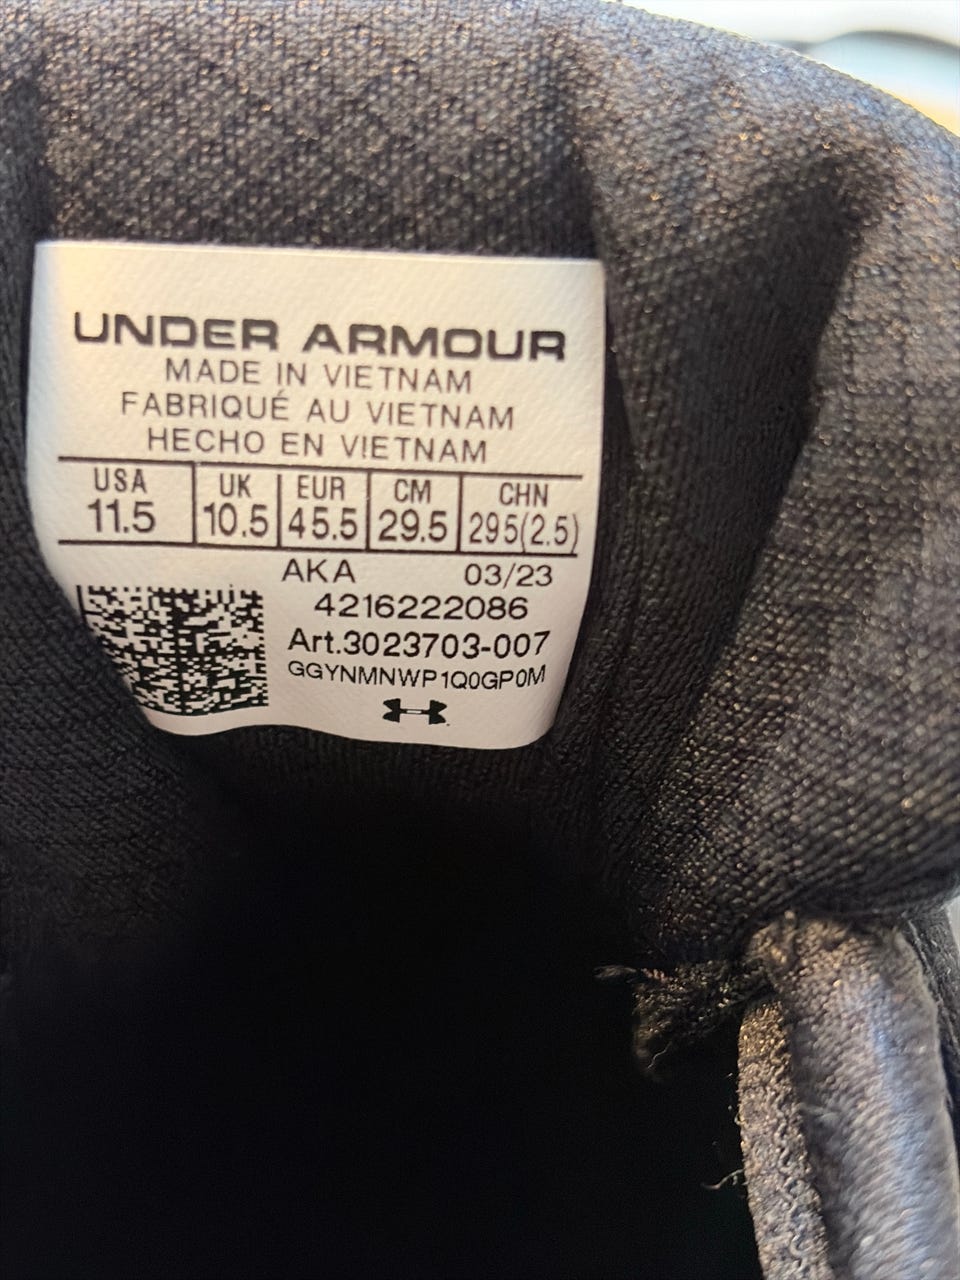 UNDER ARMOUR
MADE IN VIETNAM
FABRIQUÉ AU VIETNAM
HECHO EN VIETNAM
USA UK EUR CM CHN
11.5 10.5 45.5 29.5 295(2.5)
AKA 03/23
4216222086
Art.3023703-007
GGYNMNWP1Q0GP0M